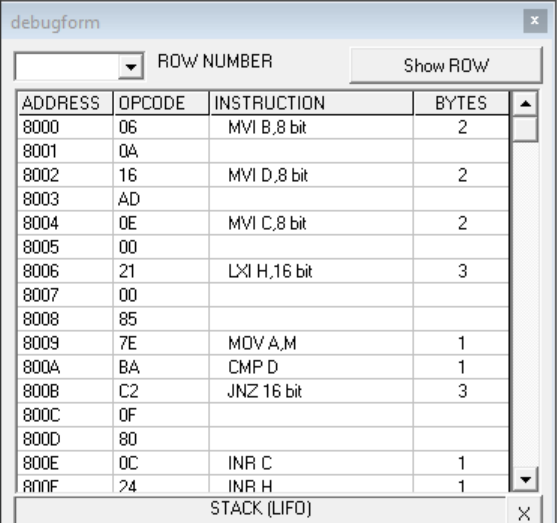 debugform x
ROW NUMBER Show ROW
ADDRESS OPCODE INSTRUCTION BYTES
8000 06 MVI B,8 bit 2
8001 0A
8002 16 MVI D,8 bit 2
8003 AD
8004 0E MVI C,8 bit 2
8005 00
8006 21 LXI H,16 bit 3
8007 00
8008 85
8009 7E MOV A,M 1
800A BA CMP D 1
800B C2 JNZ 16 bit 3
800C 0F
800D 80
800E 0C INR C 1
800F 24 INR H 1
STACK (LIFO) X